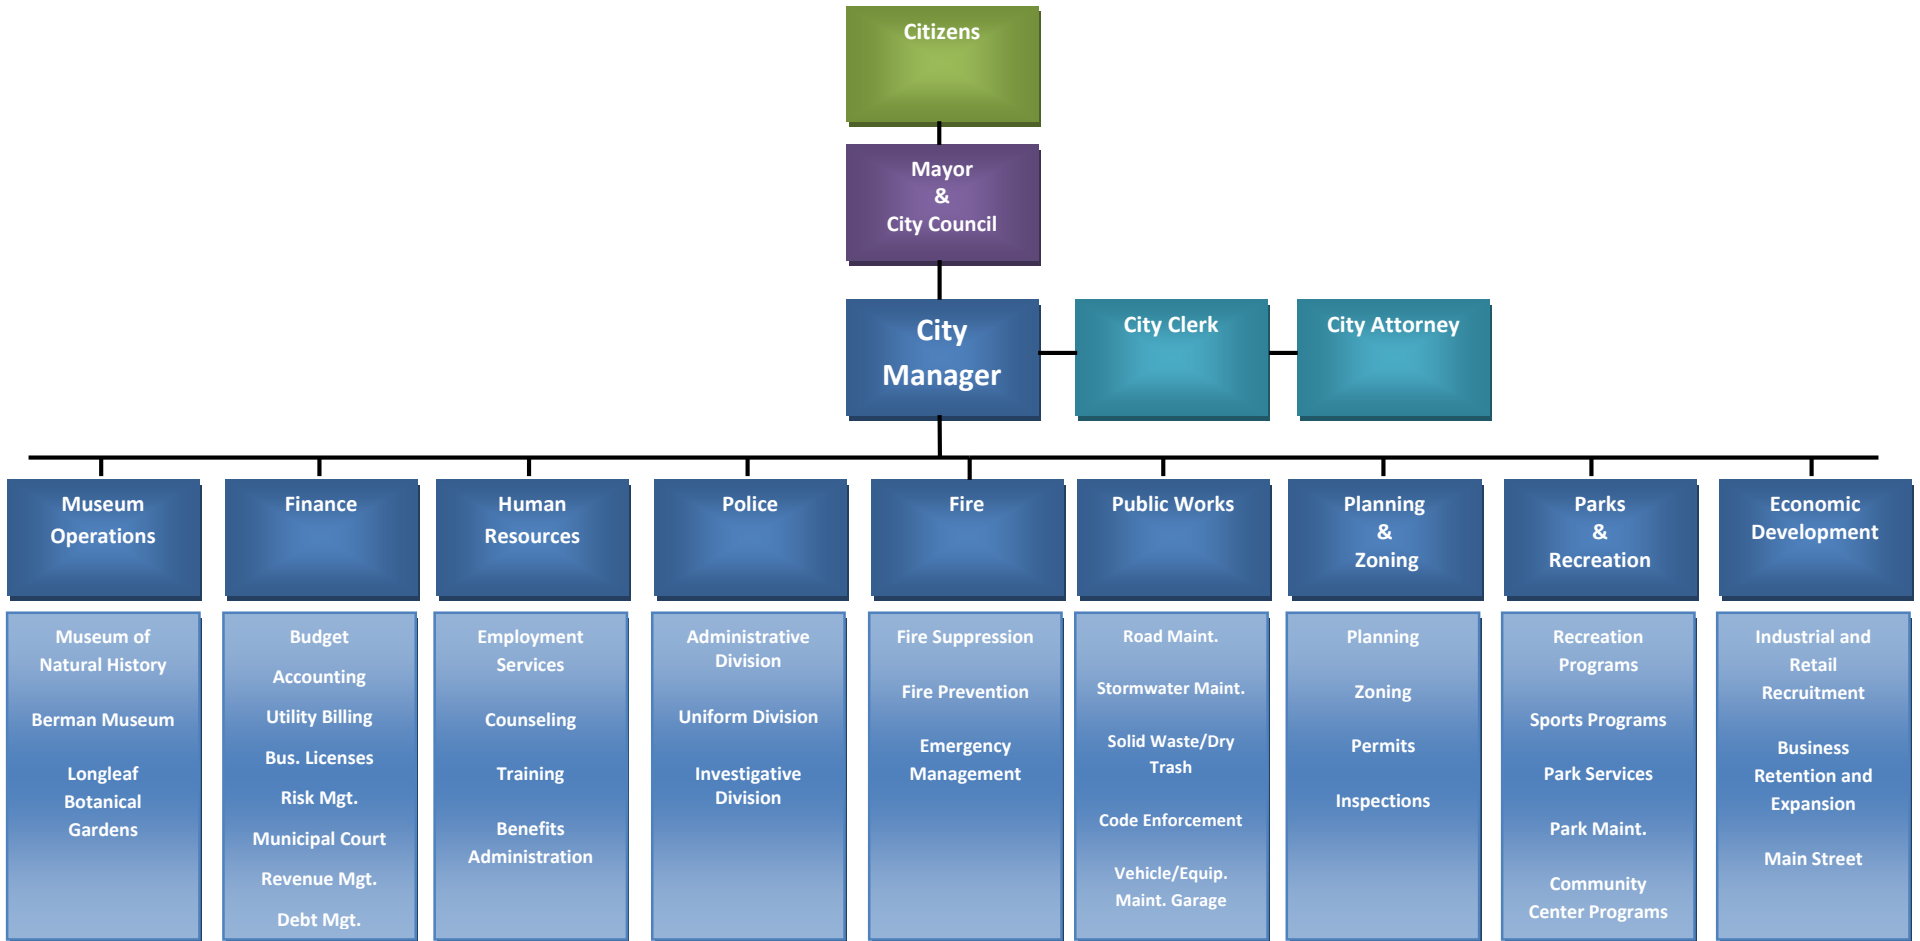 Citizens
Mayor
&
City Council
City
Manager
City Clerk
City Attorney
Museum
Operations
Finance
Human
Resources
Police
Fire
Public Works
Planning
&
Zoning
Parks
&
Recreation
Economic
Development
Museum of
Natural History
Berman Museum
Longleaf
Botanical
Gardens
Budget
Accounting
Utility Billing
Bus. Licenses
Risk Mgt.
Municipal Court
Revenue Mgt.
Debt Mgt.
Employment
Services
Counseling
Training
Benefits
Administration
Administrative
Division
Uniform Division
Investigative
Division
Fire Suppression
Fire Prevention
Emergency
Management
Road Maint.
Stormwater Maint.
Solid Waste/Dry
Trash
Code Enforcement
Vehicle/Equip.
Maint. Garage
Planning
Zoning
Permits
Inspections
Recreation
Programs
Sports Programs
Park Services
Park Maint.
Community
Center Programs
Industrial and
Retail
Recruitment
Business
Retention and
Expansion
Main Street